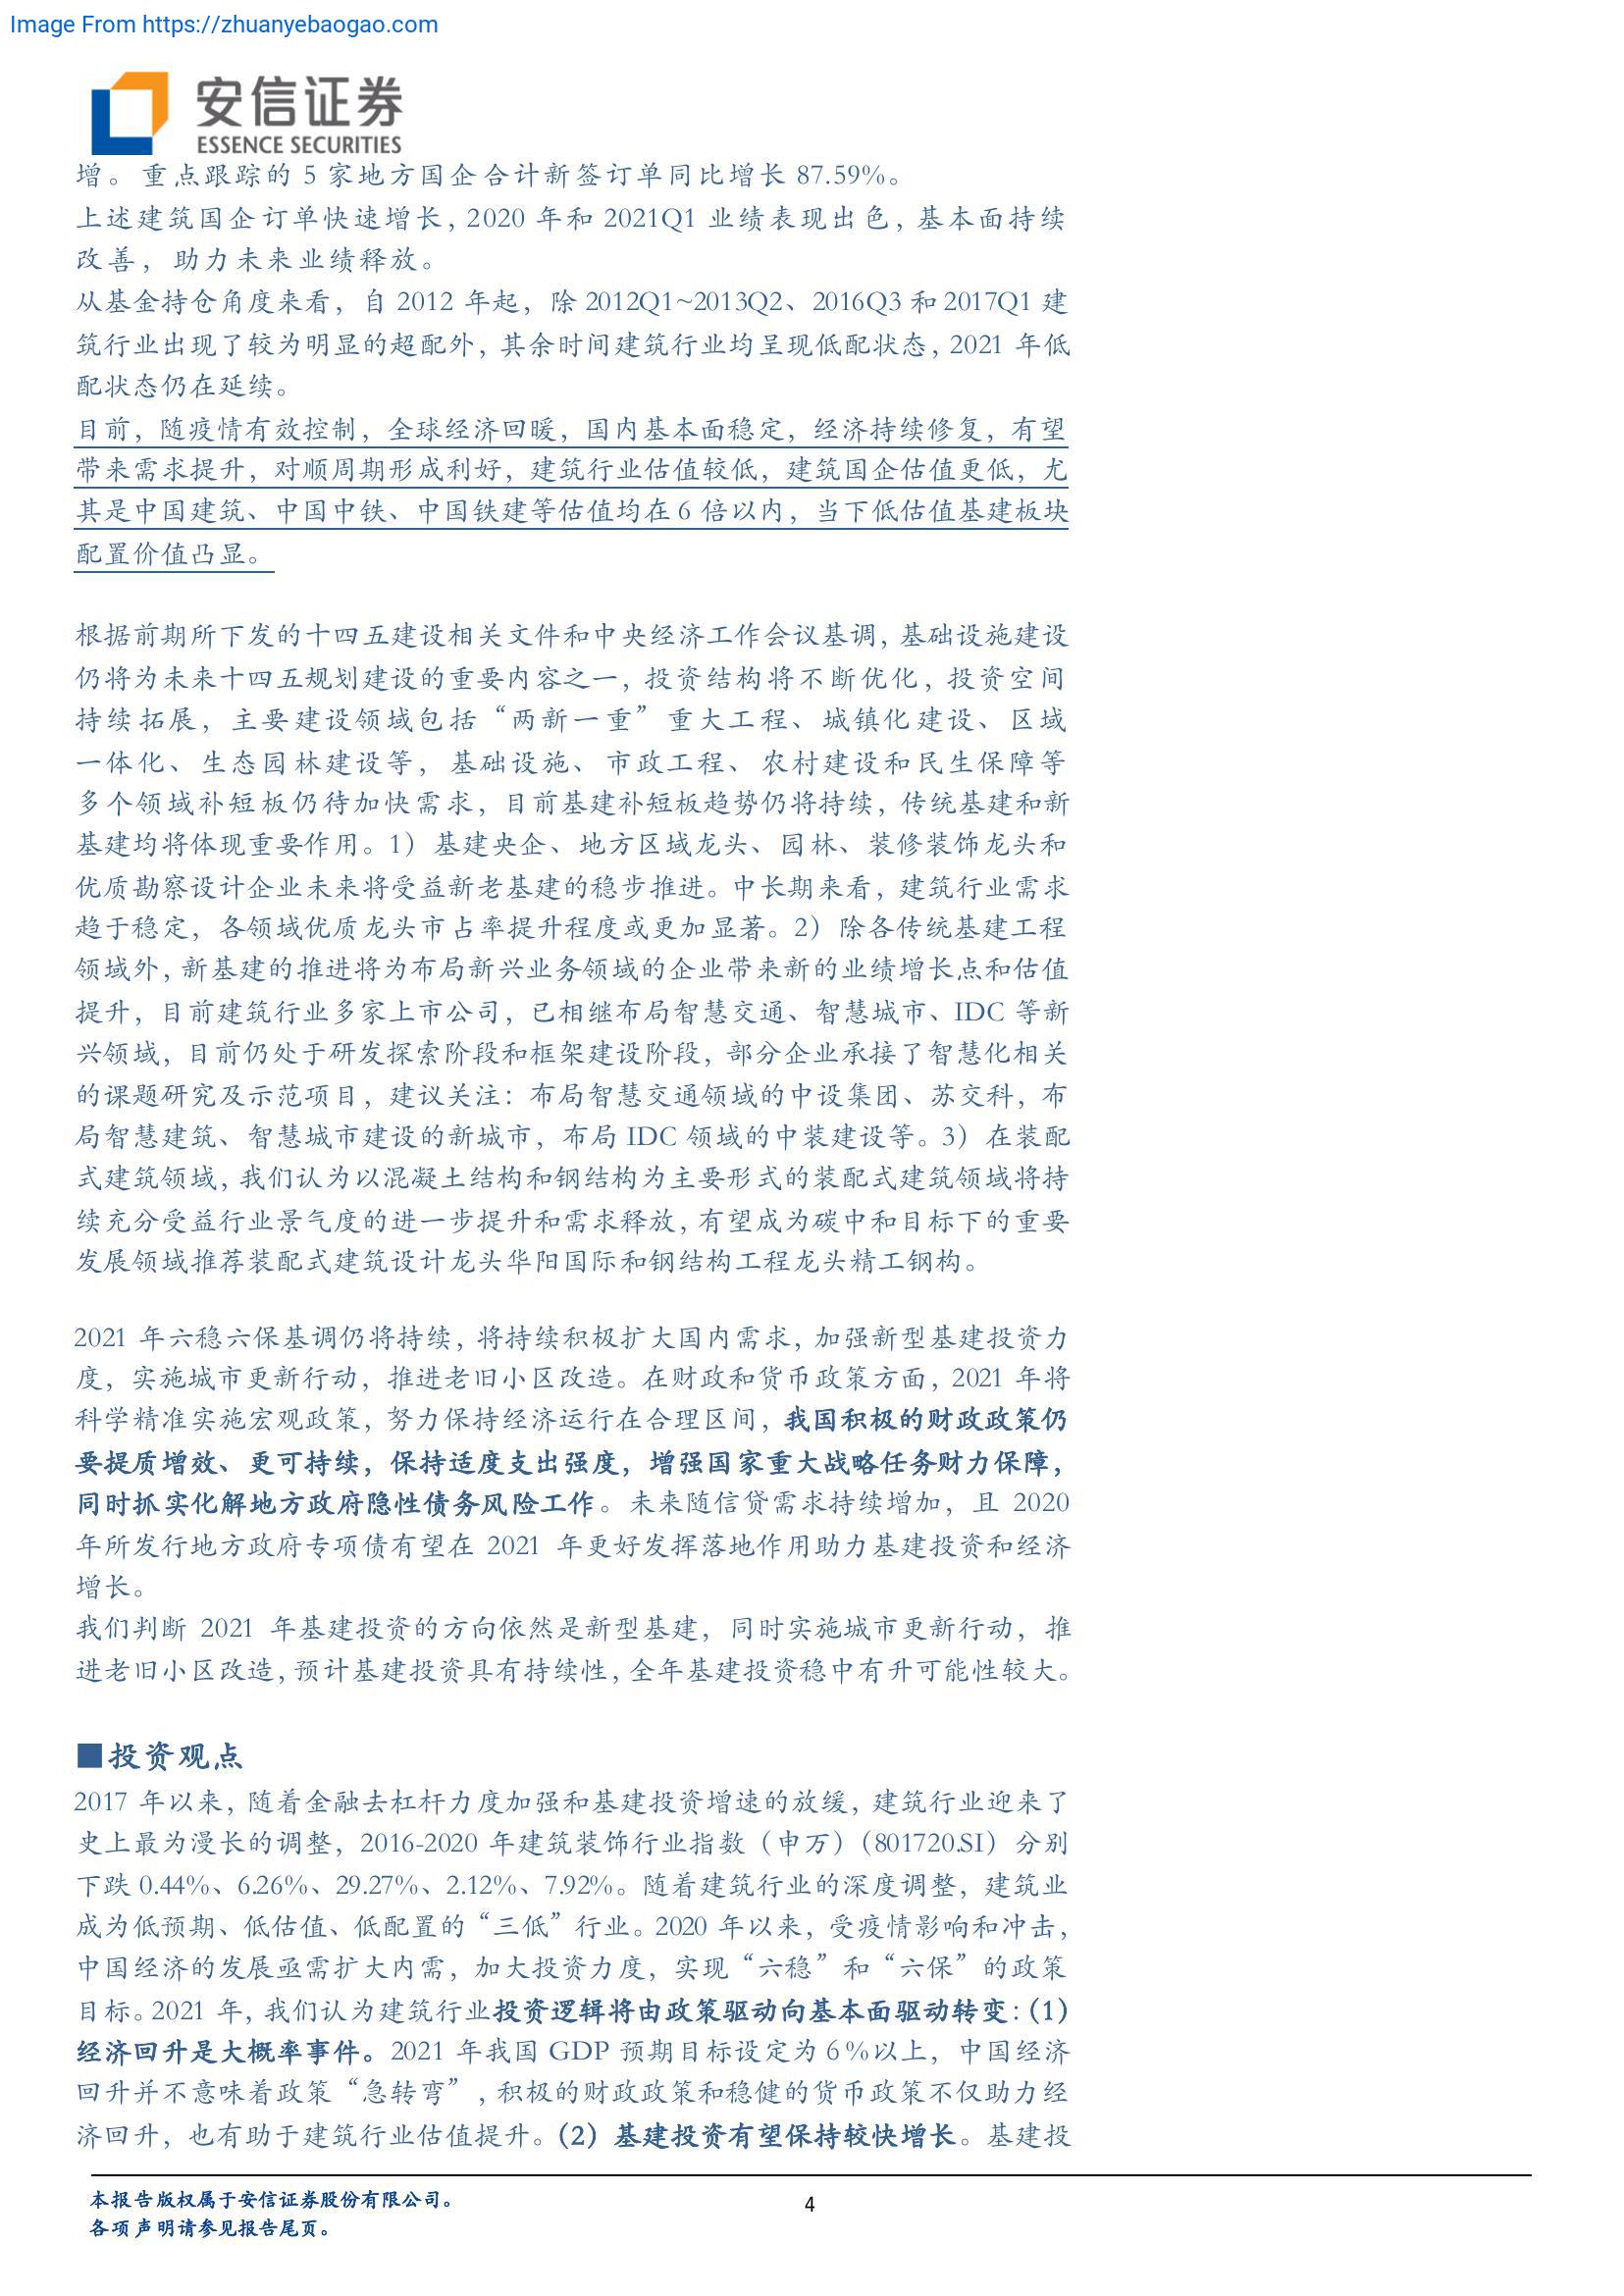 Image From https://zhuanyebaogao.com
安信证券
ESSENCE SECURITIES
增。重点跟踪的 5 家地方国企合计新签订单同比增长 87.59%。
上述建筑国企订单快速增长，2020 年和 2021Q1 业绩表现出色，基本面持续
改善，助力未来业绩释放。
从基金持仓角度来看，自 2012 年起，除 2012Q1~2013Q2、2016Q3 和 2017Q1 建
筑行业出现了较为明显的超配外，其余时间建筑行业均呈现低配状态，2021 年低
配状态仍在延续。
目前，随疫情有效控制，全球经济回暖，国内基本面稳定，经济持续修复，有望
带来需求提升，对顺周期形成利好，建筑行业估值较低，建筑国企估值更低，尤
其是中国建筑、中国中铁、中国铁建等估值均在 6 倍以内，当下低估值基建板块
配置价值凸显。
根据前期所下发的十四五建设相关文件和中央经济工作会议基调，基础设施建设
仍将为未来十四五规划建设的重要内容之一，投资结构将不断优化，投资空间
持续拓展，主要建设领域包括“两新一重”重大工程、城镇化建设、区域
一体化、生态园林建设等，基础设施、市政工程、农村建设和民生保障等
多个领域补短板仍待加快需求，目前基建补短板趋势仍将持续，传统基建和新
基建均将体现重要作用。1）基建央企、地方区域龙头、园林、装修装饰龙头和
优质勘察设计企业未来将受益新老基建的稳步推进。中长期来看，建筑行业需求
趋于稳定，各领域优质龙头市占率提升程度或更加显著。2）除各传统基建工程
领域外，新基建的推进将为布局新兴业务领域的企业带来新的业绩增长点和估值
提升，目前建筑行业多家上市公司，已相继布局智慧交通、智慧城市、IDC 等新
兴领域，目前仍处于研发探索阶段和框架建设阶段，部分企业承接了智慧化相关
的课题研究及示范项目，建议关注：布局智慧交通领域的中设集团、苏交科，布
局智慧建筑、智慧城市建设的新城市，布局 IDC 领域的中装建设等。3）在装配
式建筑领域，我们认为以混凝土结构和钢结构为主要形式的装配式建筑领域将持
续充分受益行业景气度的进一步提升和需求释放，有望成为碳中和目标下的重要
发展领域推荐装配式建筑设计龙头华阳国际和钢结构工程龙头精工钢构。
2021 年六稳六保基调仍将持续，将持续积极扩大国内需求，加强新型基建投资力
度，实施城市更新行动，推进老旧小区改造。在财政和货币政策方面，2021 年将
科学精准实施宏观政策，努力保持经济运行在合理区间，我国积极的财政政策仍
要提质增效、更可持续，保持适度支出强度，增强国家重大战略任务财力保障，
同时抓实化解地方政府隐性债务风险工作。未来随信贷需求持续增加，且 2020
年所发行地方政府专项债有望在 2021 年更好发挥落地作用助力基建投资和经济
增长。
我们判断 2021 年基建投资的方向依然是新型基建，同时实施城市更新行动，推
进老旧小区改造，预计基建投资具有持续性，全年基建投资稳中有升可能性较大。
■投资观点
2017 年以来，随着金融去杠杆力度加强和基建投资增速的放缓，建筑行业迎来了
史上最为漫长的调整，2016-2020 年建筑装饰行业指数（申万）（801720.SI）分别
下跌 0.44%、6.26%、29.27%、2.12%、7.92%。随着建筑行业的深度调整，建筑业
成为低预期、低估值、低配置的“三低”行业。2020 年以来，受疫情影响和冲击，
中国经济的发展亟需扩大内需，加大投资力度，实现“六稳”和“六保”的政策
目标。2021 年，我们认为建筑行业投资逻辑将由政策驱动向基本面驱动转变：（1）
经济回升是大概率事件。2021 年我国 GDP 预期目标设定为 6%以上，中国经济
回升并不意味着政策“急转弯”，积极的财政政策和稳健的货币政策不仅助力经
济回升，也有助于建筑行业估值提升。（2）基建投资有望保持较快增长。基建投
本报告版权属于安信证券股份有限公司。
4
各项声明请参见报告尾页。